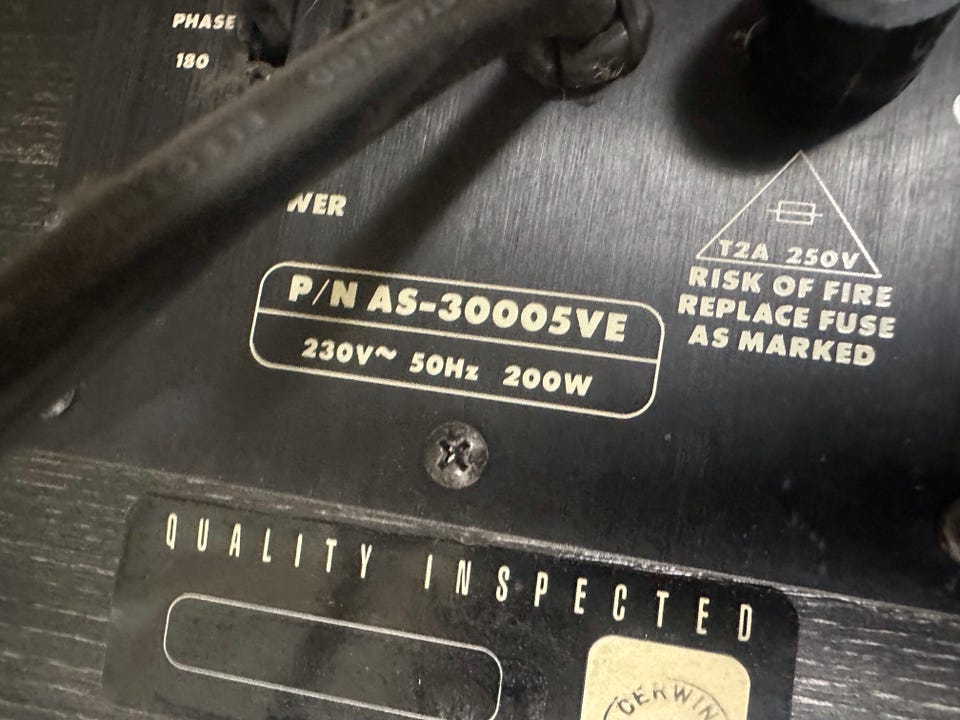 PHASE
180
WER
T2A 250V
RISK OF FIRE
REPLACE FUSE
AS MARKED
P/N AS-30005VE
230V~ 50Hz 200W
QUALITY INSPECTED
CERWIN